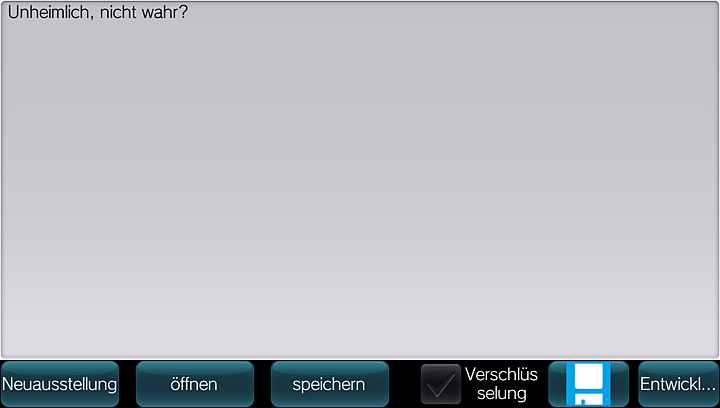 Unheimlich, nicht wahr?
Neuausstellung
öffnen
speichern
Verschlüs
selung
Entwickl...